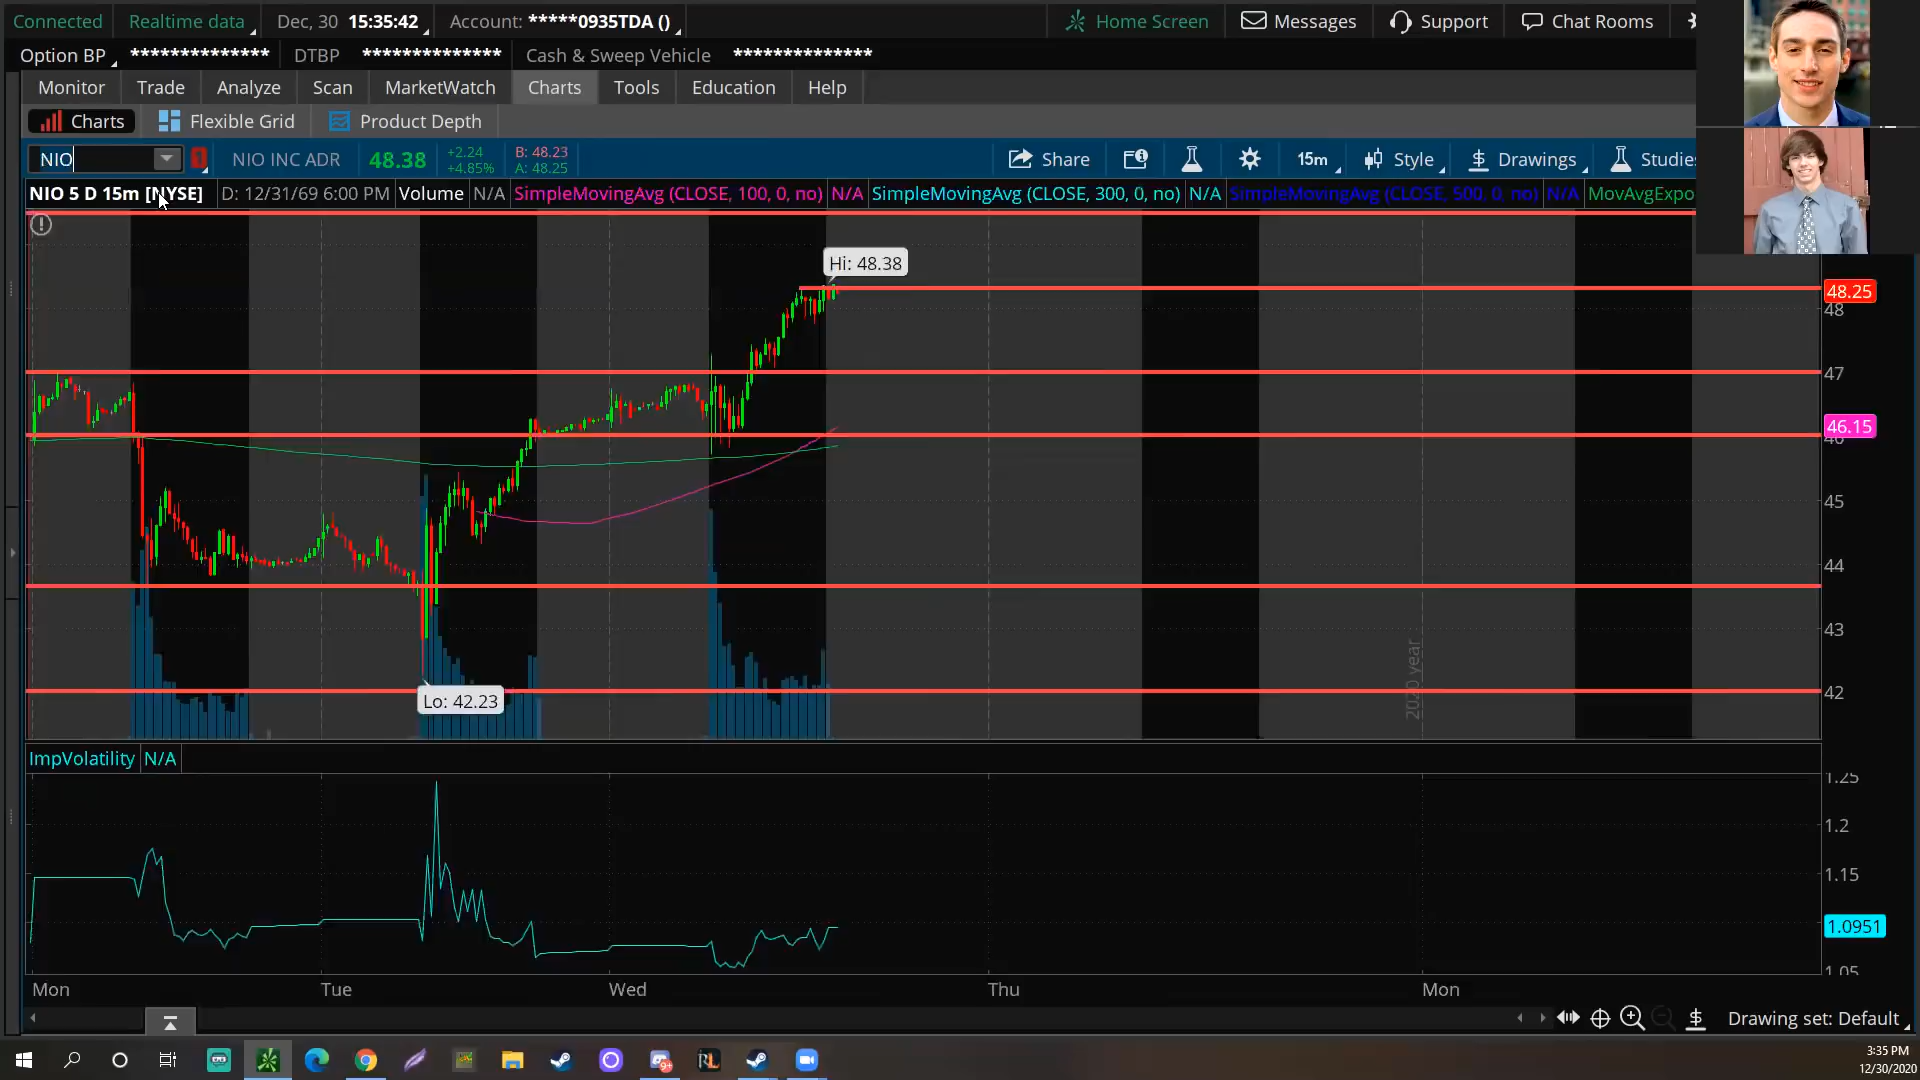 Connected Realtime data Dec, 30 15:35:42 Account: *****0935TDA () Home Screen Messages Support Chat Rooms
Option BP ************** DTBP ************** Cash & Sweep Vehicle **************
Monitor Trade Analyze Scan MarketWatch Charts Tools Education Help
Charts Flexible Grid Product Depth
NIO 1 NIO INC ADR 48.38 +2.24 B: 48.23 Share 15m Style Drawings Studies
+4.85% A: 48.25
NIO 5 D 15m [NYSE] D: 12/31/69 6:00 PM Volume N/A SimpleMovingAvg (CLOSE, 100, 0, no) N/A SimpleMovingAvg (CLOSE, 300, 0, no) N/A SimpleMovingAvg (CLOSE, 500, 0, no) N/A MovAvgExpo
Hi: 48.38
48.25
48
47
46.15
46
45
44
43
2020 year
42
Lo: 42.23
ImpVolatility N/A
1.25
1.2
1.15
1.0951
1.05
Mon Tue Wed Thu Mon
Drawing set: Default
9+
3:35 PM
12/30/2020